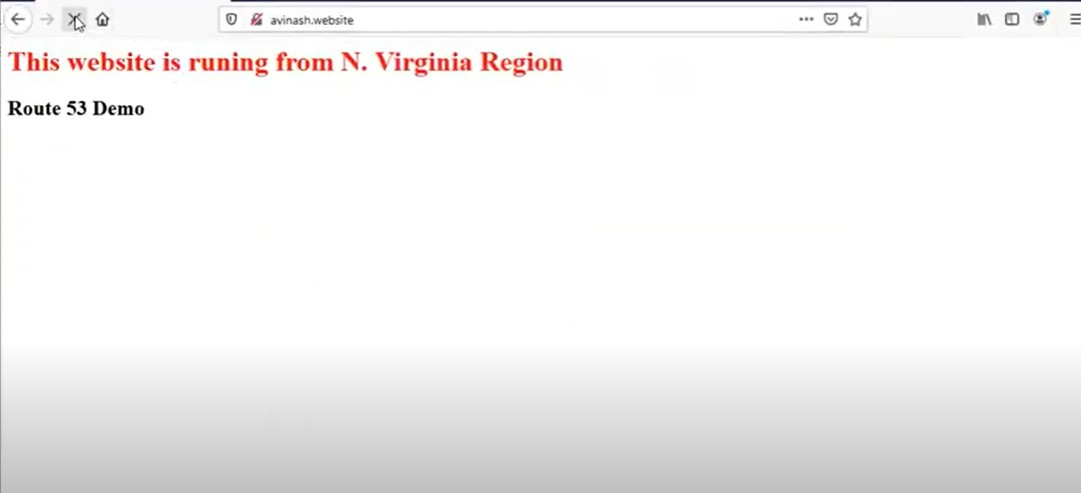 avinash.website
This website is runing from N. Virginia Region
Route 53 Demo